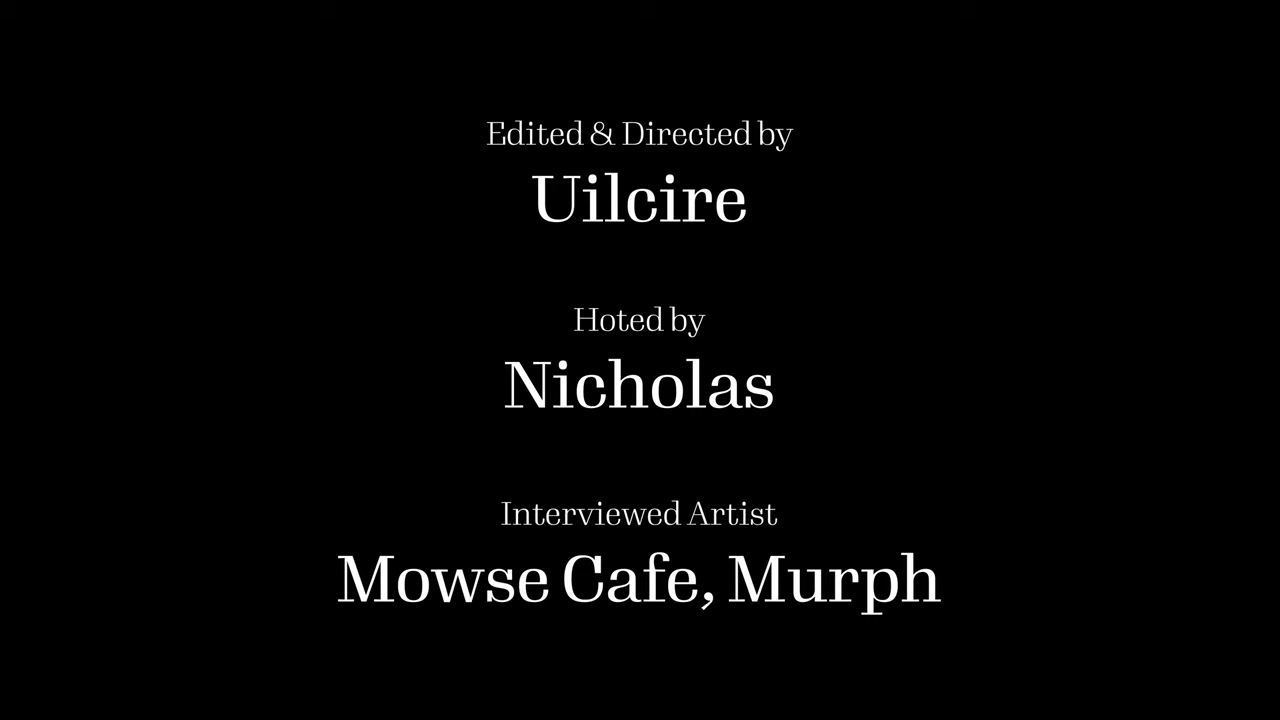 Edited & Directed by
Uilcire
Hoted by
Nicholas
Interviewed Artist
Mowse Cafe, Murph